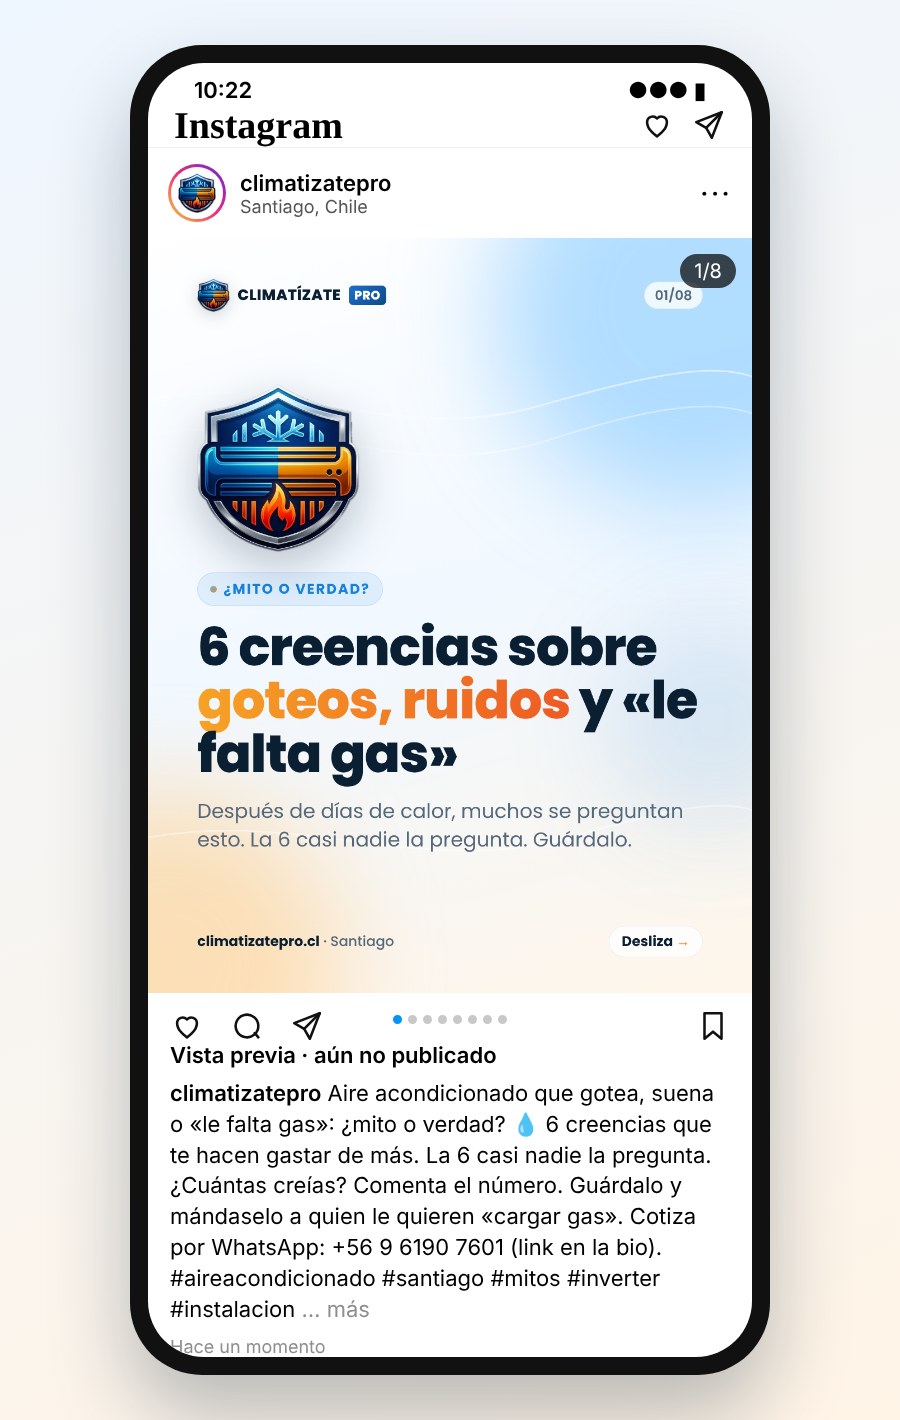 10:22
Instagram
climatizatepro
Santiago, Chile
1/8
CLIMATÍZATE PRO
01/08
¿MITO O VERDAD?
6 creencias sobre
goteos, ruidos y «le
falta gas»
Después de días de calor, muchos se preguntan
esto. La 6 casi nadie la pregunta. Guárdalo.
climatizatepro.cl · Santiago
Desliza →
Vista previa · aún no publicado
climatizatepro Aire acondicionado que gotea, suena
o «le falta gas»: ¿mito o verdad? 💧 6 creencias que
te hacen gastar de más. La 6 casi nadie la pregunta.
¿Cuántas creías? Comenta el número. Guárdalo y
mándaselo a quien le quieren «cargar gas». Cotiza
por WhatsApp: +56 9 6190 7601 (link en la bio).
#aireacondicionado #santiago #mitos #inverter
#instalacion ... más
Hace un momento